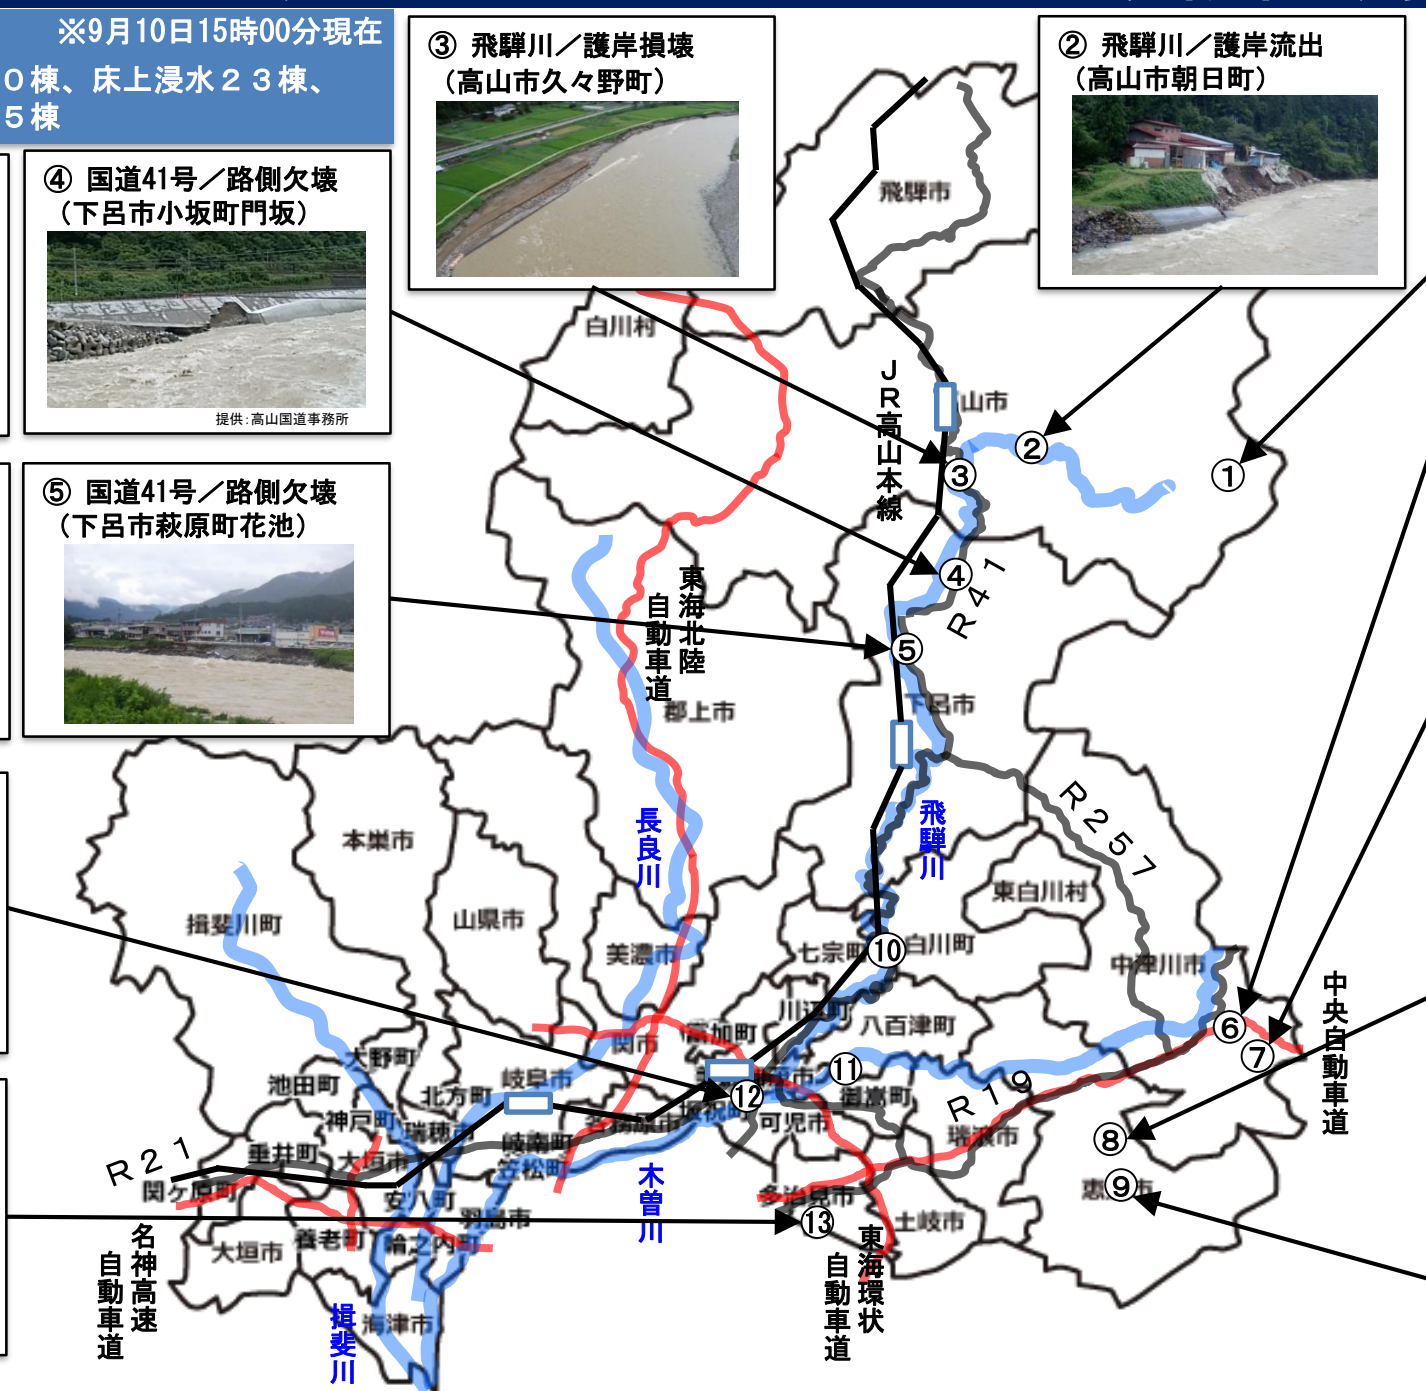 ※9月10日15時00分現在
0棟、床上浸水23棟、
5棟
③ 飛騨川／護岸損壊
（高山市久々野町）
② 飛騨川／護岸流出
（高山市朝日町）
④ 国道41号／路側欠壊
（下呂市小坂町門坂）
提供：高山国道事務所
⑤ 国道41号／路側欠壊
（下呂市萩原町花池）
飛騨市
白川村
JR高山本線
山市
②
③
①
④
R41
東海北陸
自動車道
⑤
郡上市
下呂市
R257
長良川
飛騨川
本巣市
東白川村
揖斐川町
山県市
美濃市
七宗町
⑩
白川町
中津川市
中央自動車道
川辺町
八百津町
⑥
関市
富加町
⑦
大野町
池田町
岐阜市
⑪
北方町
⑫
御嵩町
R19
神戸町
瑞穂市
坂祝町
可児市
瑞浪市
⑧
R21
垂井町
大垣市
岐南町
笠松町
関ケ原町
安八町
木曽川
多治見市
恵
⑨
羽島市
⑬
土岐市
大垣市
養老町
輪之内町
名神高速
自動車道
東海環状
自動車道
揖斐川
海津市